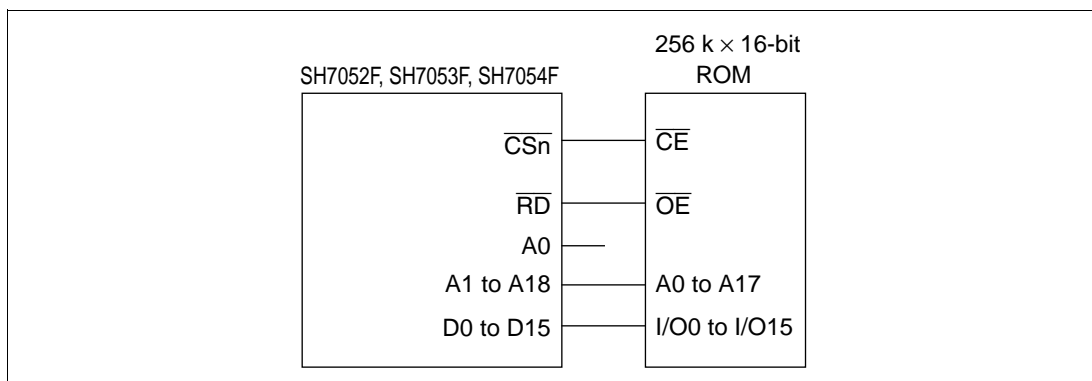 256 k × 16-bit
ROM
SH7052F, SH7053F, SH7054F
CSn CE
RD OE
A0
A1 to A18 A0 to A17
D0 to D15 I/O0 to I/O15